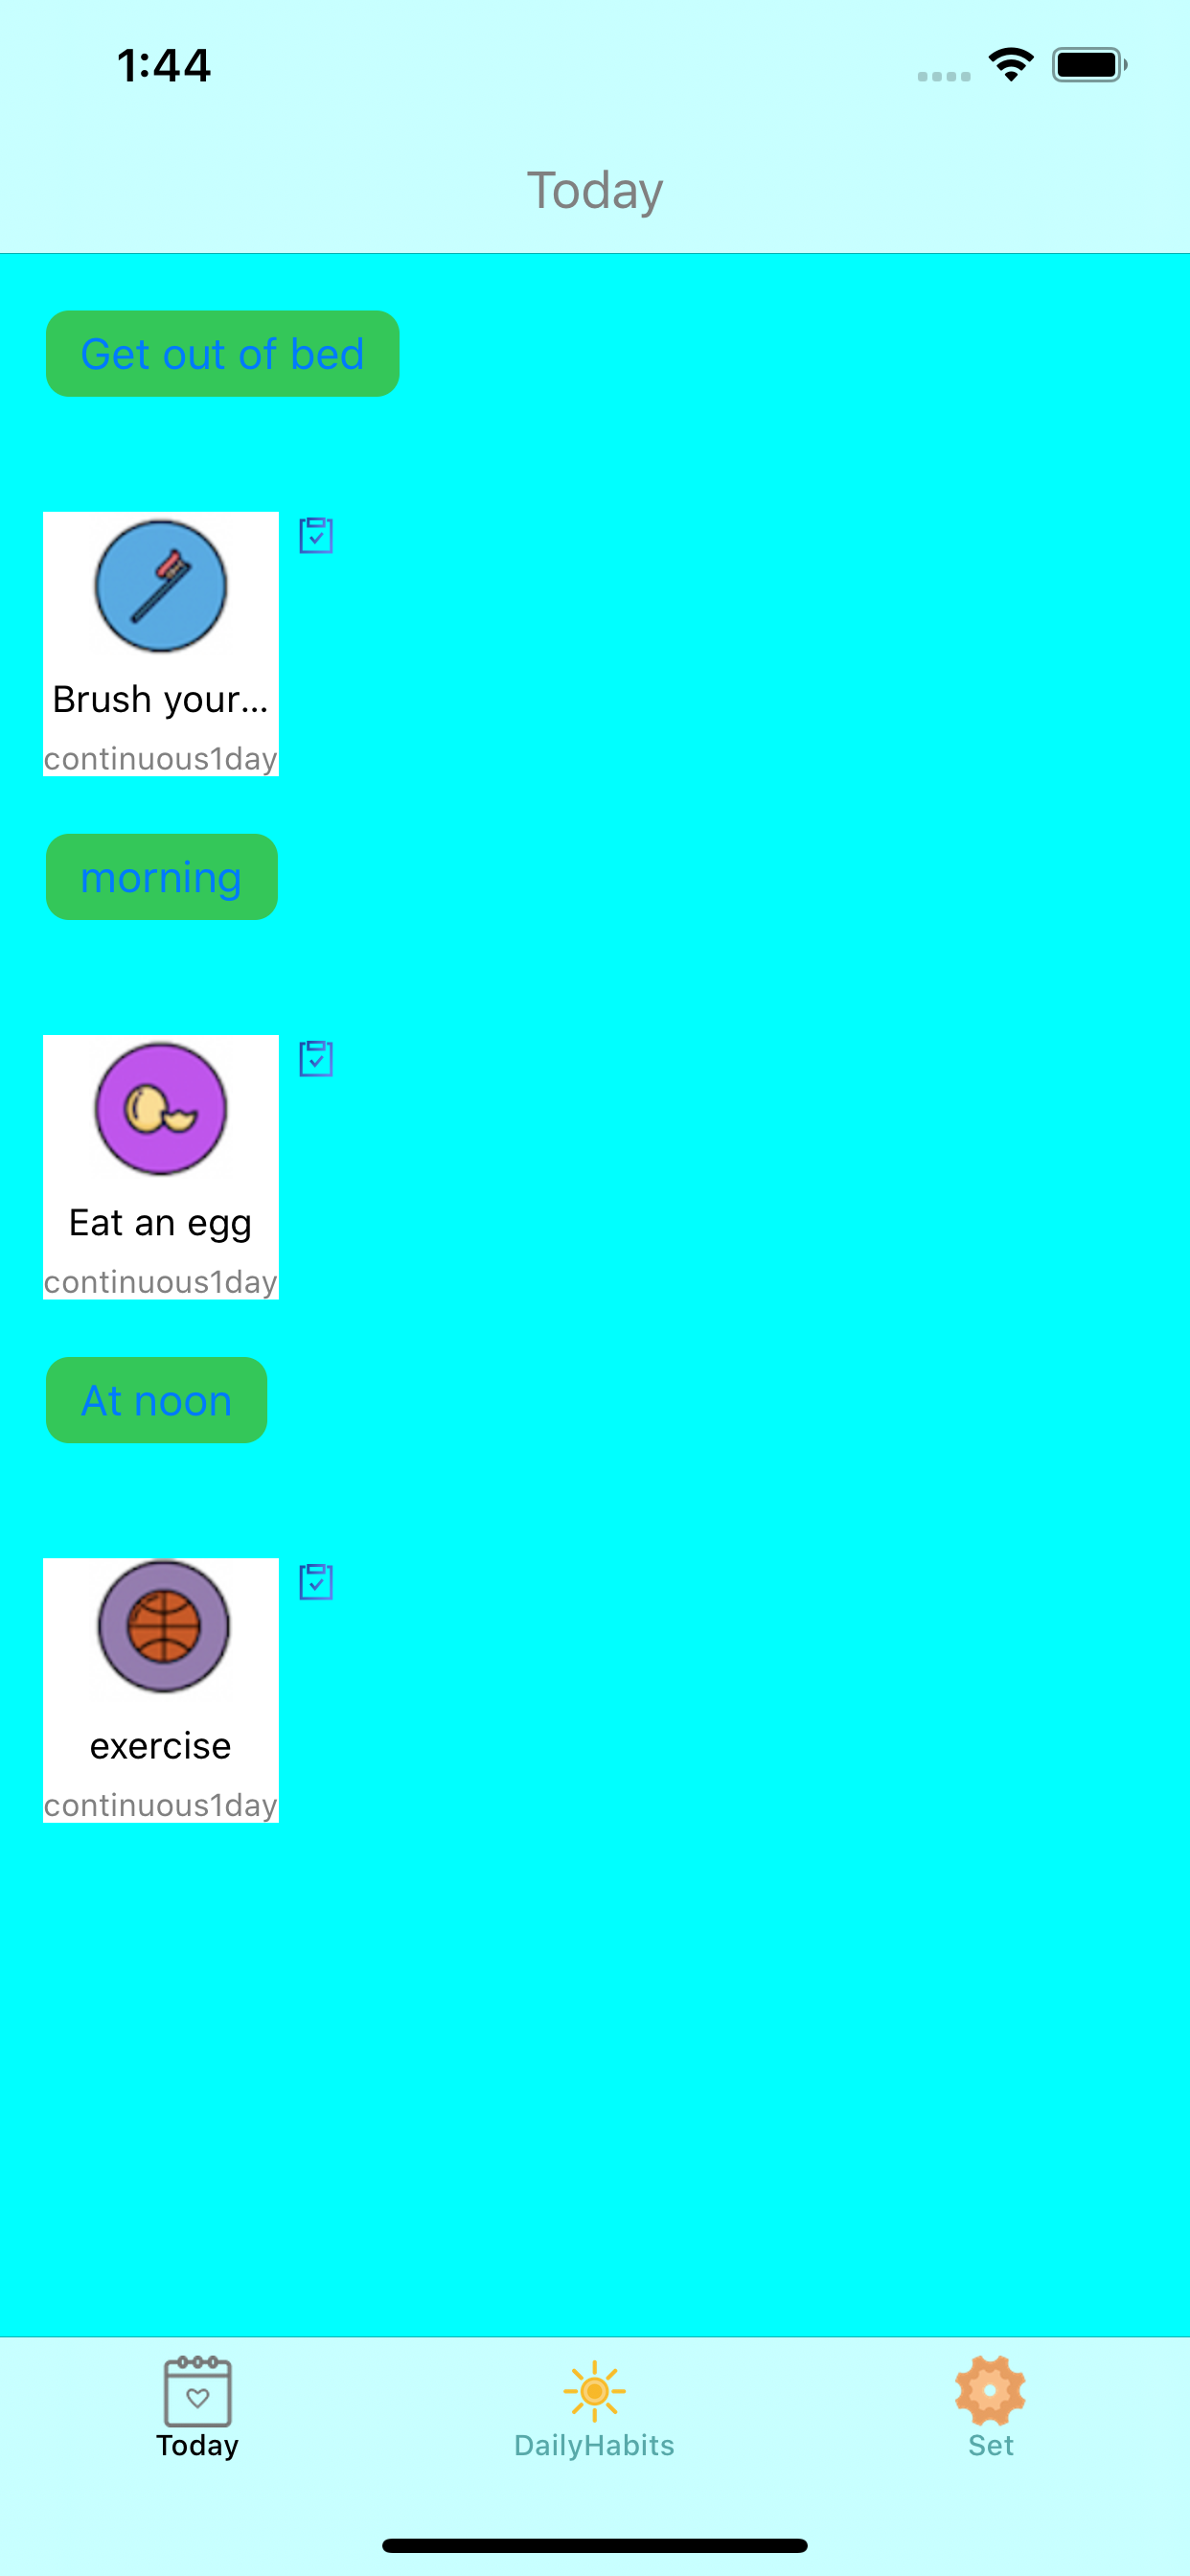 1:44
Today
Get out of bed
Brush your...
continuous1day
morning
Eat an egg
continuous1day
At noon
exercise
continuous1day
Today
DailyHabits
Set